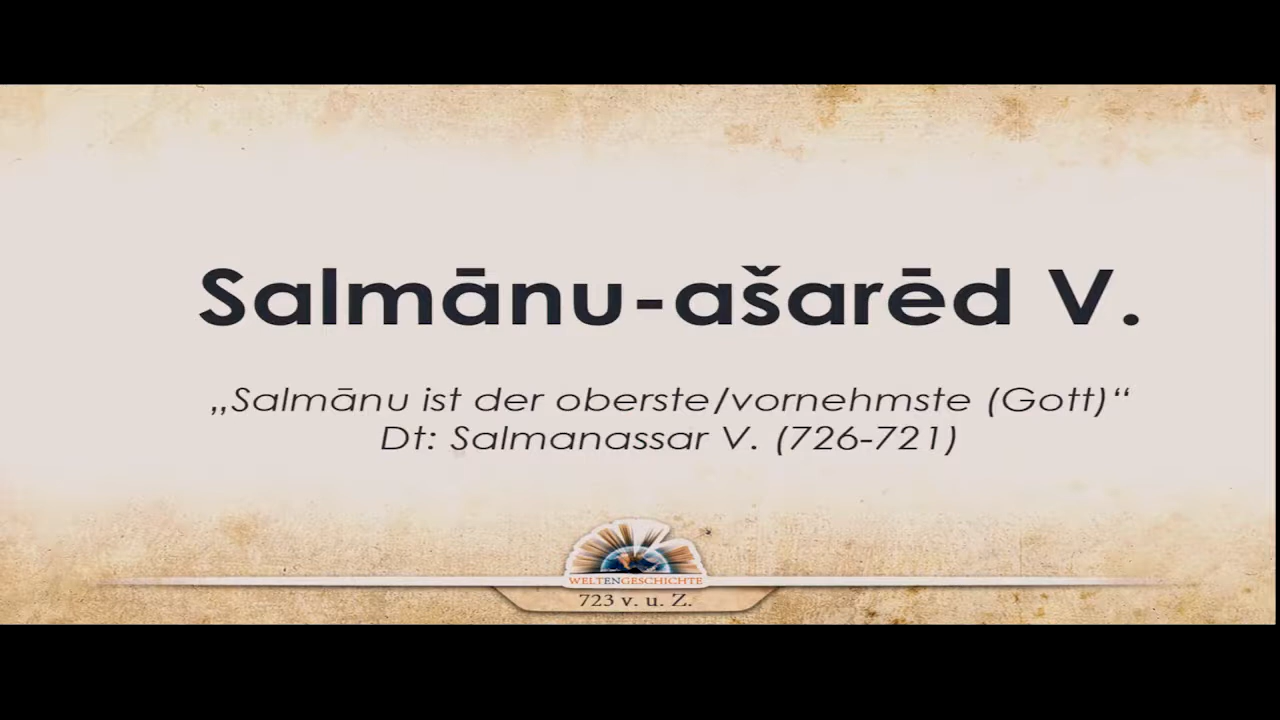 Salmānu-ašarēd V.
„Salmānu ist der oberste/vornehmste (Gott)“
Dt: Salmanassar V. (726-721)
WELTENGESCHICHTE
723 v. u. Z.